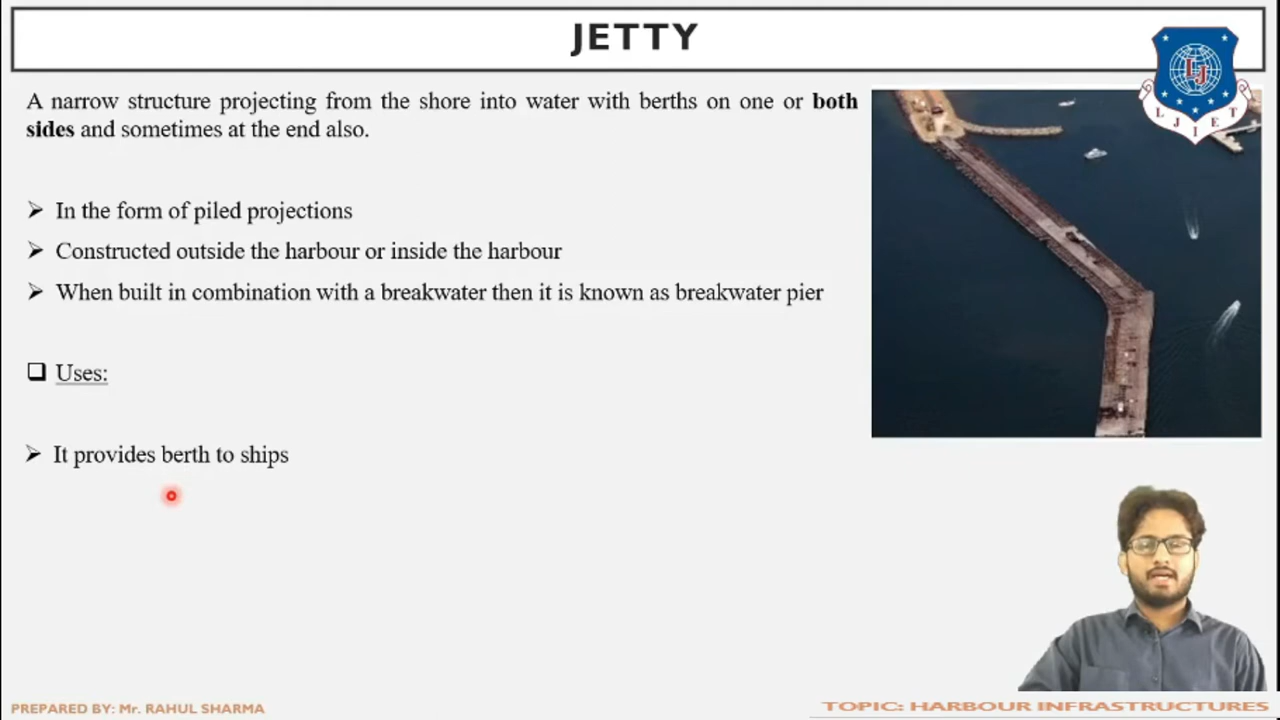 JETTY
A narrow structure projecting from the shore into water with berths on one or both
sides and sometimes at the end also.
➢ In the form of piled projections
➢ Constructed outside the harbour or inside the harbour
➢ When built in combination with a breakwater then it is known as breakwater pier
❑ Uses:
➢ It provides berth to ships
LJ
L J I E T
PREPARED BY: Mr. RAHUL SHARMA
TOPIC: HARBOUR INFRASTRUCTURES